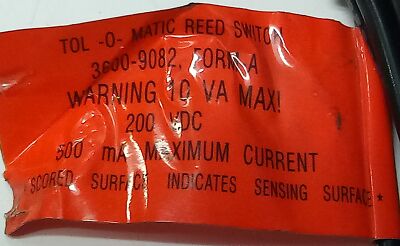 TOL -O- MATIC REED SWITCH
3600-9082, FORM A
WARNING 10 VA MAX!
200 VDC
500 mA MAXIMUM CURRENT
SCORED SURFACE INDICATES SENSING SURFACE *